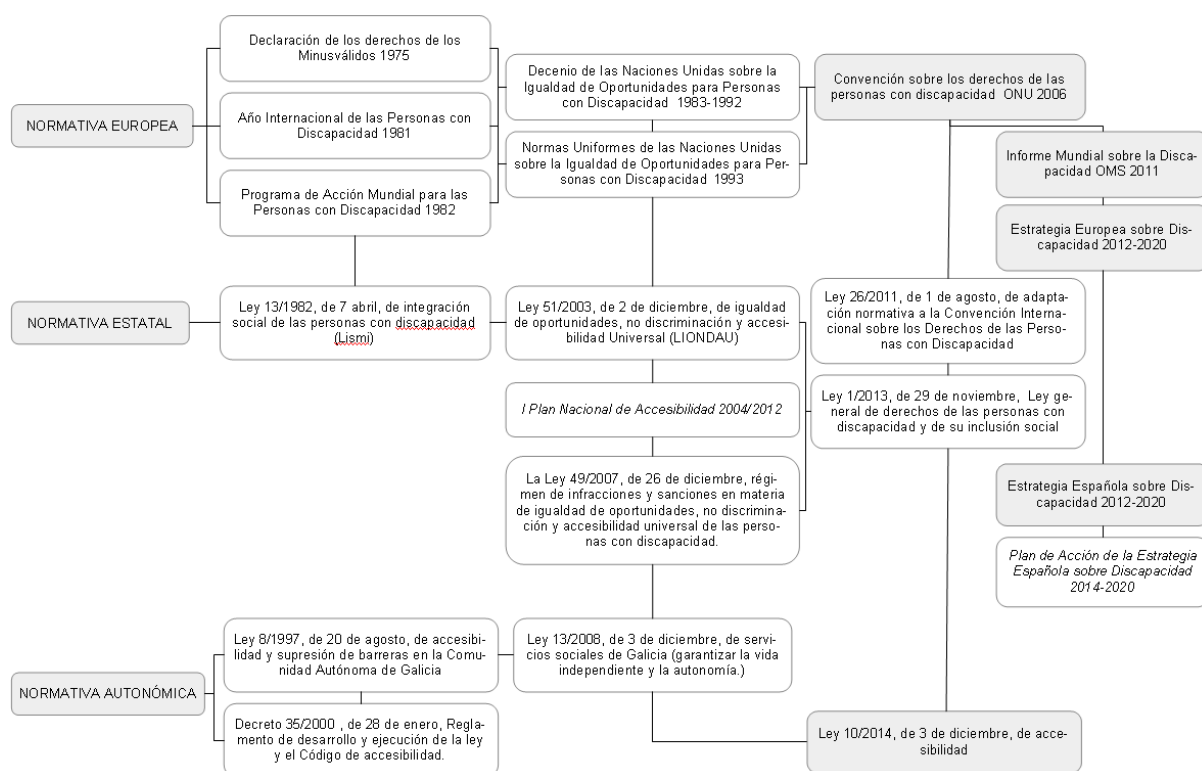 NORMATIVA EUROPEA
Declaración de los derechos de los
Minusválidos 1975
Año Internacional de las Personas con
Discapacidad 1981
Programa de Acción Mundial para las
Personas con Discapacidad 1982
Decenio de las Naciones Unidas sobre la
Igualdad de Oportunidades para Personas
con Discapacidad 1983-1992
Normas Uniformes de las Naciones Unidas
sobre la Igualdad de Oportunidades para Per-
sonas con Discapacidad 1993
Convención sobre los derechos de las
personas con discapacidad ONU 2006
Informe Mundial sobre la Disca-
pacidad OMS 2011
Estrategia Europea sobre Dis-
capacidad 2012-2020
NORMATIVA ESTATAL
Ley 13/1982, de 7 abril, de integración
social de las personas con discapacidad
(Lismi)
Ley 51/2003, de 2 de diciembre, de igualdad
de oportunidades, no discriminación y accesi-
bilidad Universal (LIONDAU)
I Plan Nacional de Accesibilidad 2004/2012
La Ley 49/2007, de 26 de diciembre, régi-
men de infracciones y sanciones en materia
de igualdad de oportunidades, no discrimina-
ción y accesibilidad universal de las perso-
nas con discapacidad.
Ley 26/2011, de 1 de agosto, de adapta-
ción normativa a la Convención Interna-
cional sobre los Derechos de las Perso-
nas con Discapacidad
Ley 1/2013, de 29 de noviembre, Ley ge-
neral de derechos de las personas con
discapacidad y de su inclusión social
Estrategia Española sobre Dis-
capacidad 2012-2020
Plan de Acción de la Estrategia
Española sobre Discapacidad
2014-2020
NORMATIVA AUTONÓMICA
Ley 8/1997, de 20 de agosto, de accesibi-
lidad y supresión de barreras en la Comu-
nidad Autónoma de Galicia
Decreto 35/2000 , de 28 de enero, Regla-
mento de desarrollo y ejecución de la ley
y el Código de accesibilidad.
Ley 13/2008, de 3 de diciembre, de servi-
cios sociales de Galicia (garantizar la vida
independiente y la autonomía.)
Ley 10/2014, de 3 de diciembre, de acce-
sibilidad